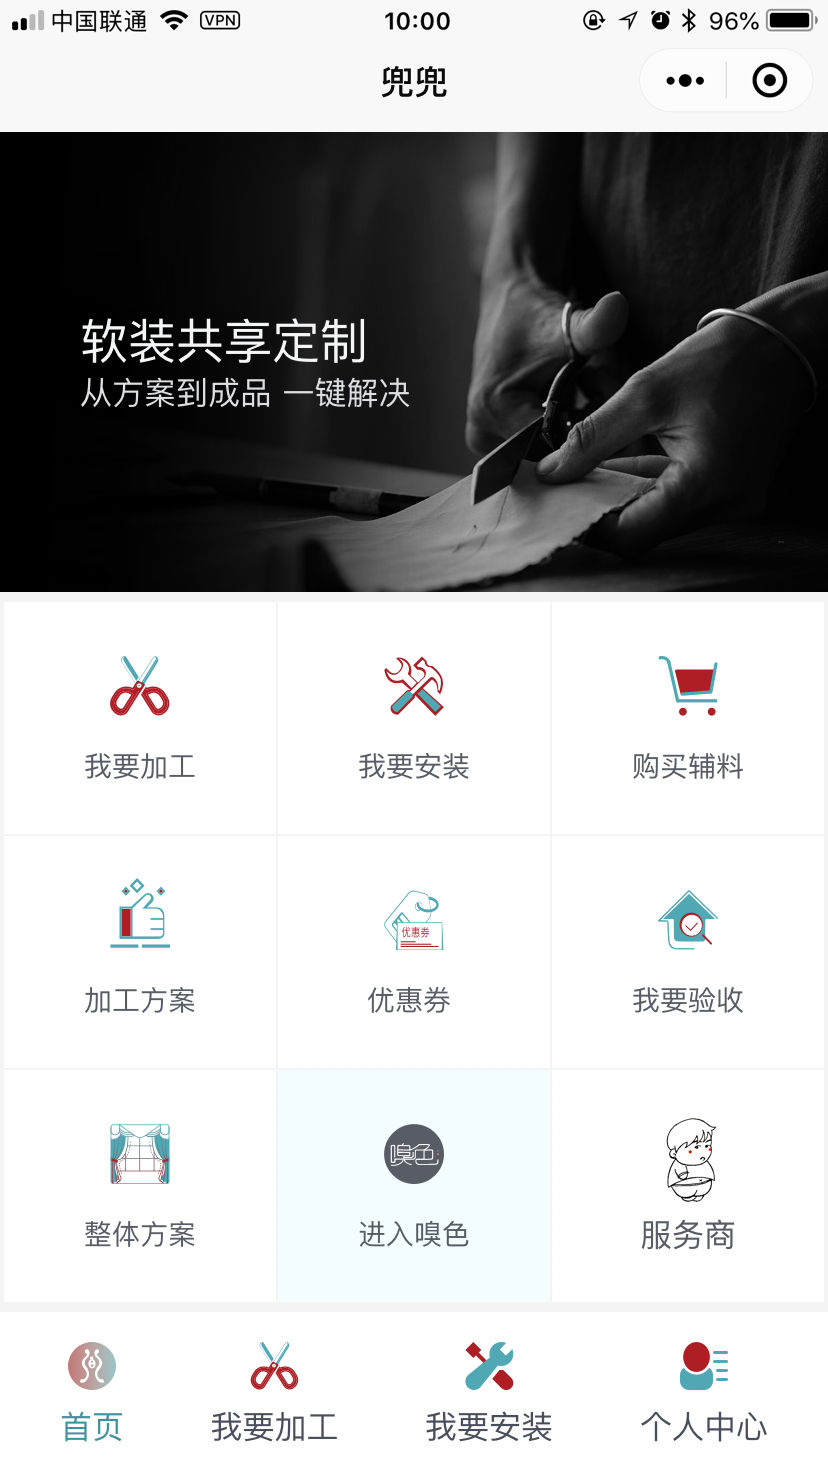 中国联通 VPN 10:00 96%
兜兜
软装共享定制
从方案到成品 一键解决
我要加工 我要安装 购买辅料
优惠券
加工方案 优惠券 我要验收
嗅色
整体方案 进入嗅色 服务商
首页 我要加工 我要安装 个人中心